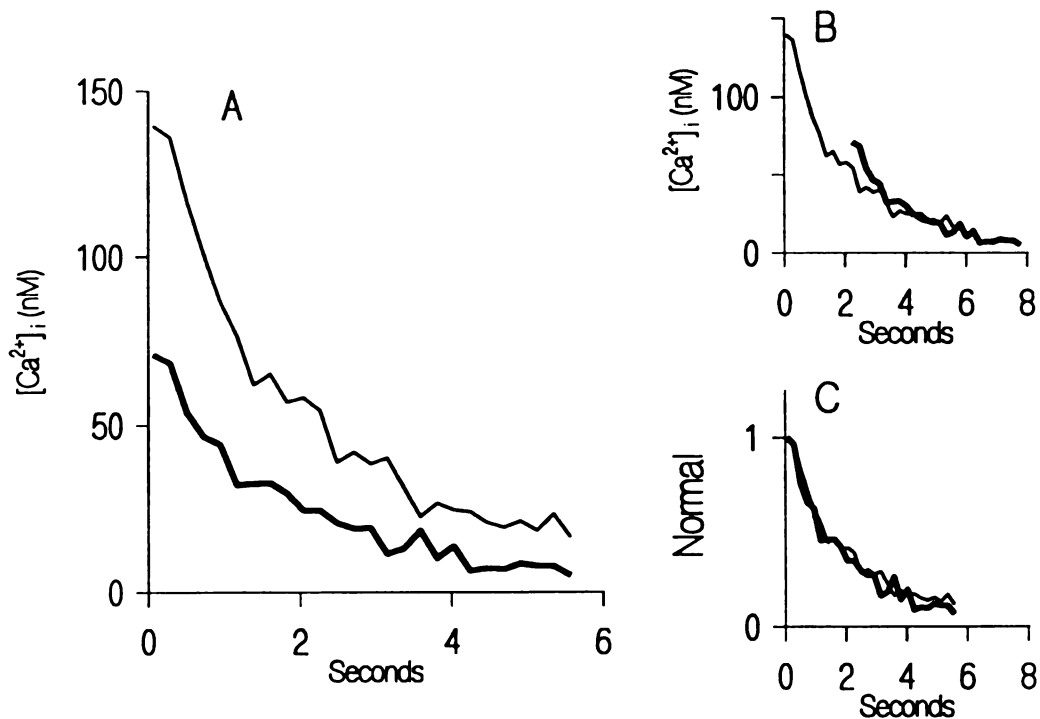 A
150
100
50
0
[Ca²⁺]ᵢ (nM)
0 2 4 6
Seconds
B
100
0
[Ca²⁺]ᵢ (nM)
0 2 4 6 8
Seconds
C
1
0
Normal
0 2 4 6 8
Seconds